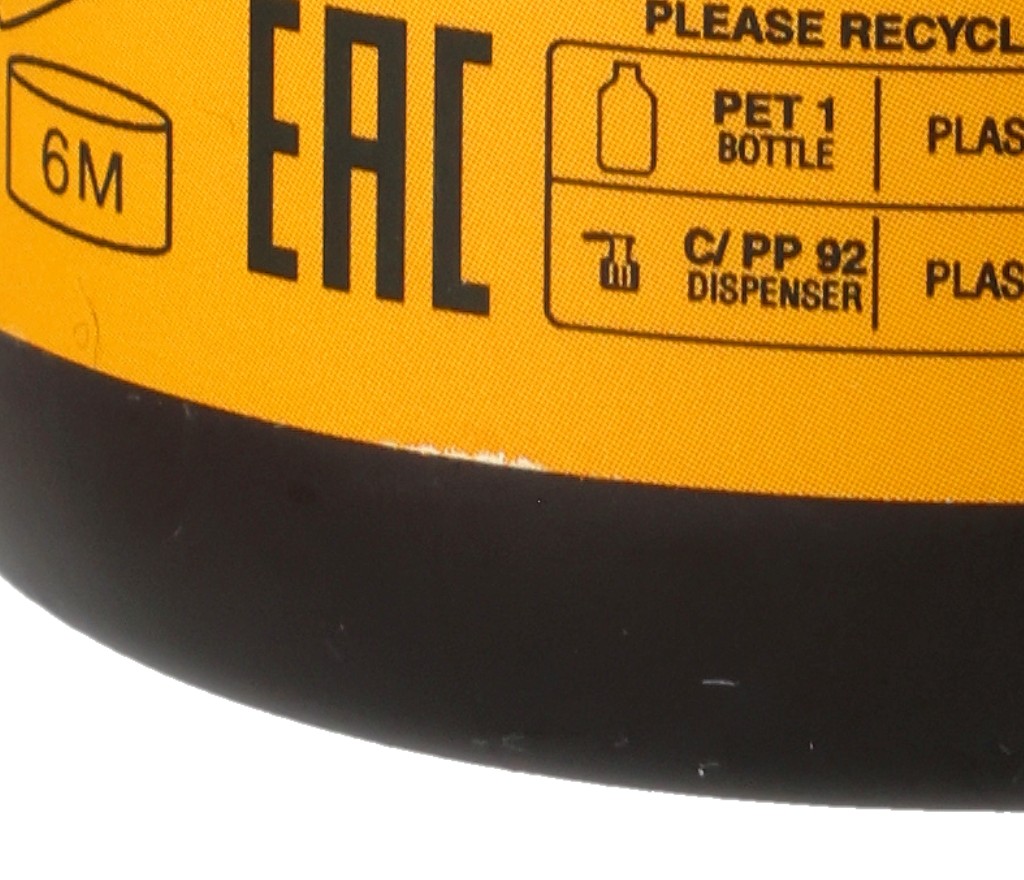 PLEASE RECYCL
6M
EAC
PET 1
BOTTLE
PLAS
C/ PP 92
DISPENSER
PLAS